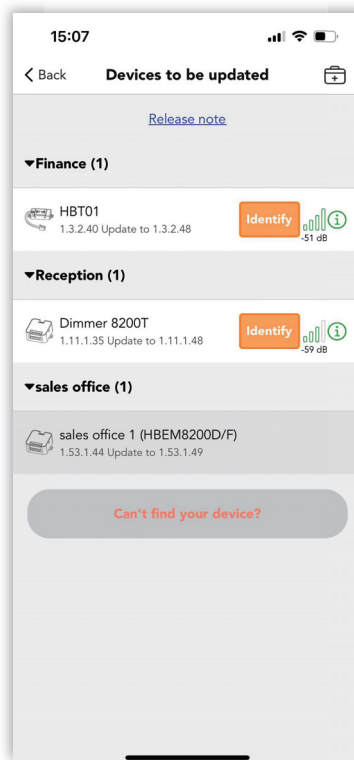 15:07
Back Devices to be updated
Release note
▼Finance (1)
HBT01
1.3.2.40 Update to 1.3.2.48
Identify
-51 dB
▼Reception (1)
Dimmer 8200T
1.11.1.35 Update to 1.11.1.48
Identify
-59 dB
▼sales office (1)
sales office 1 (HBEM8200D/F)
1.53.1.44 Update to 1.53.1.49
Can't find your device?